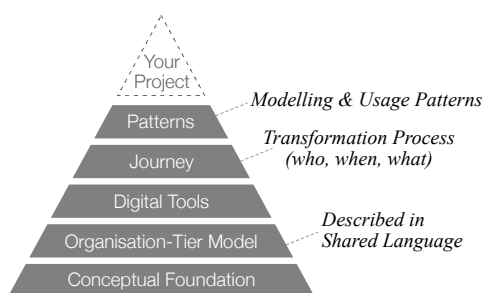 Your
Project
Modelling & Usage Patterns
Patterns
Transformation Process
(who, when, what)
Journey
Digital Tools
Described in
Shared Language
Organisation-Tier Model
Conceptual Foundation